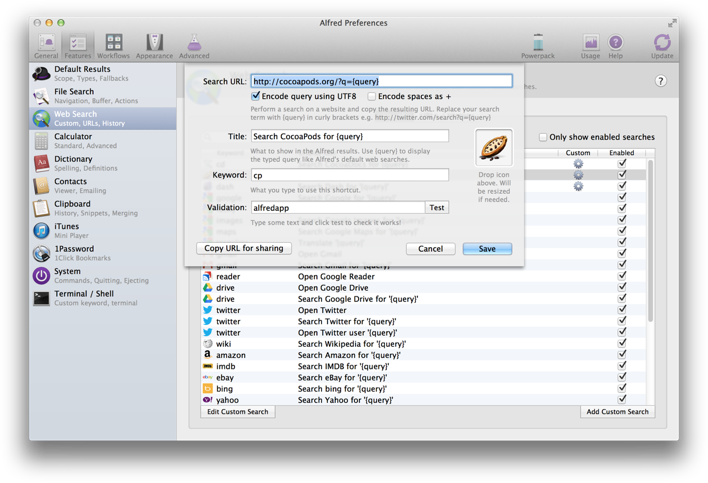 Alfred Preferences
General
Features
Workflows
Appearance
Advanced
Powerpack
Usage
Help
Update
Default Results
Scope, Types, Fallbacks
File Search
Navigation, Buffer, Actions
Web Search
Custom, URLs, History
Calculator
Standard, Advanced
Dictionary
Spelling, Definitions
Contacts
Viewer, Emailing
Clipboard
History, Snippets, Merging
iTunes
Mini Player
1Password
1Click Bookmarks
System
Commands, Quitting, Ejecting
Terminal / Shell
Custom keyword, terminal
Search URL: http://cocoapods.org/?q={query}
Encode query using UTF8 Encode spaces as +
Perform a search on a website and copy the resulting URL. Replace your search
term with {query} in curly brackets e.g. http://twitter.com/search?q={query}
Title: Search CocoaPods for {query}
What to show in the Alfred results. Use {query} to display
the typed query like Alfred's default web searches.
Keyword: cp
What you type to use this shortcut.
Validation: alfredapp Test
Type some text and click test to check it works!
Drop icon
above. Will
be resized
if needed.
Copy URL for sharing Cancel Save
?
Only show enabled searches
Custom Enabled
gmail Search Gmail for '{query}'
reader Open Google Reader
drive Open Google Drive
drive Search Google Drive for '{query}'
twitter Open Twitter
twitter Search Twitter for '{query}'
twitter Open Twitter user '{query}'
wiki Search Wikipedia for '{query}'
amazon Search Amazon for '{query}'
imdb Search IMDB for '{query}'
ebay Search eBay for '{query}'
bing Search bing for '{query}'
yahoo Search Yahoo for '{query}'
Edit Custom Search Add Custom Search